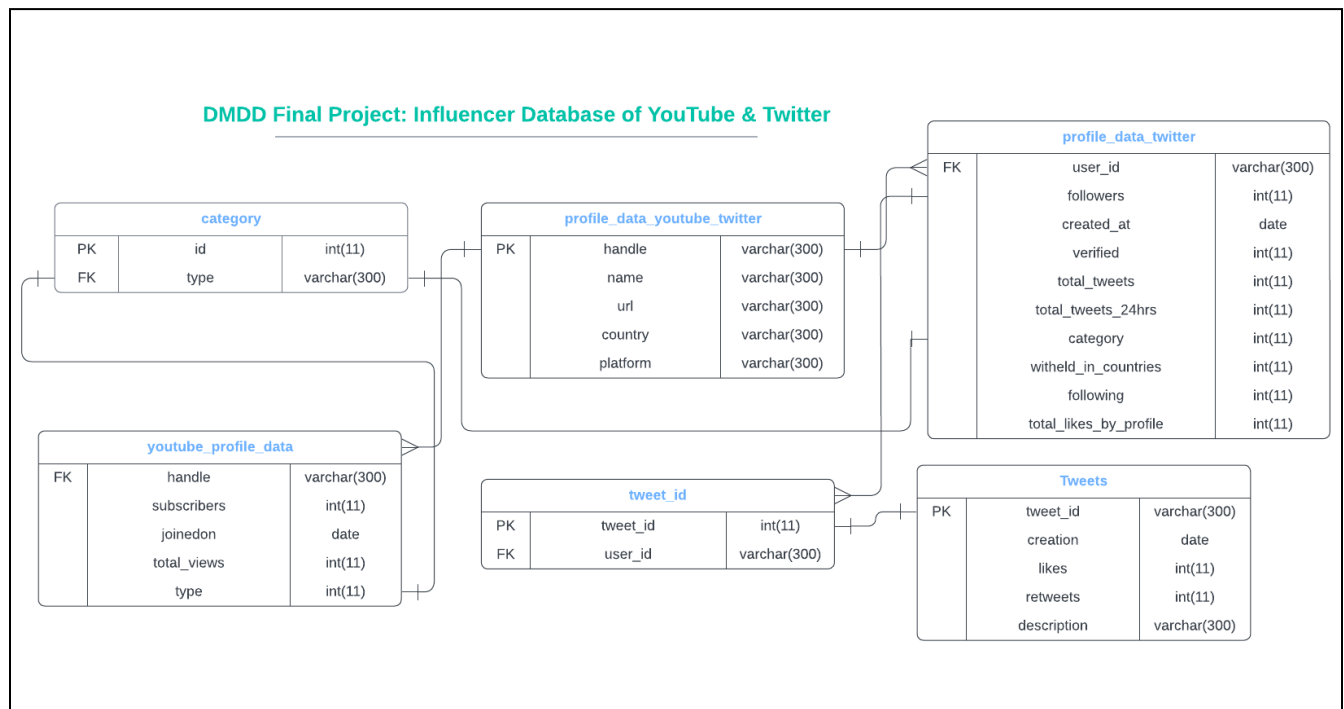 DMDD Final Project: Influencer Database of YouTube & Twitter
category
PK id int(11)
FK type varchar(300)
profile_data_youtube_twitter
PK handle varchar(300)
name varchar(300)
url varchar(300)
country varchar(300)
platform varchar(300)
profile_data_twitter
FK user_id varchar(300)
followers int(11)
created_at date
verified int(11)
total_tweets int(11)
total_tweets_24hrs int(11)
category int(11)
witheld_in_countries int(11)
following int(11)
total_likes_by_profile int(11)
youtube_profile_data
FK handle varchar(300)
subscribers int(11)
joinedon date
total_views int(11)
type int(11)
tweet_id
PK tweet_id int(11)
FK user_id varchar(300)
Tweets
PK tweet_id varchar(300)
creation date
likes int(11)
retweets int(11)
description varchar(300)